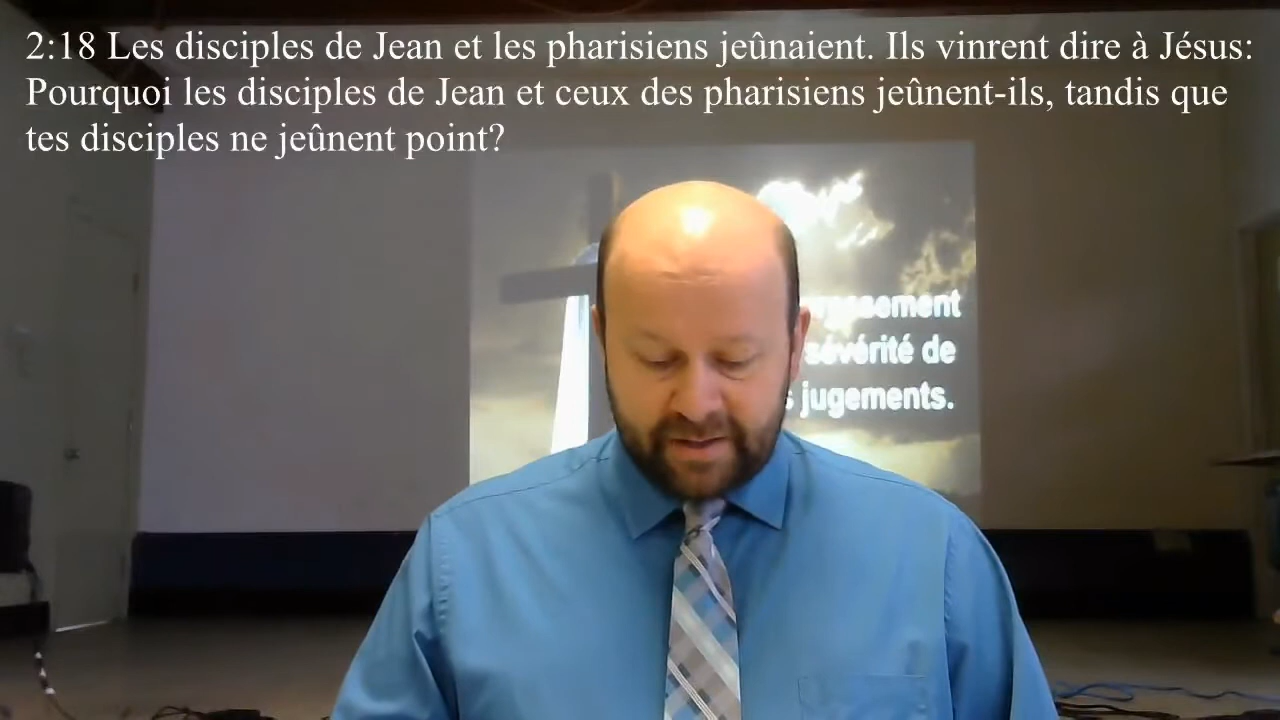 2:18 Les disciples de Jean et les pharisiens jeûnaient. Ils vinrent dire à Jésus:
Pourquoi les disciples de Jean et ceux des pharisiens jeûnent-ils, tandis que
tes disciples ne jeûnent point?
sévérité de
jugements.